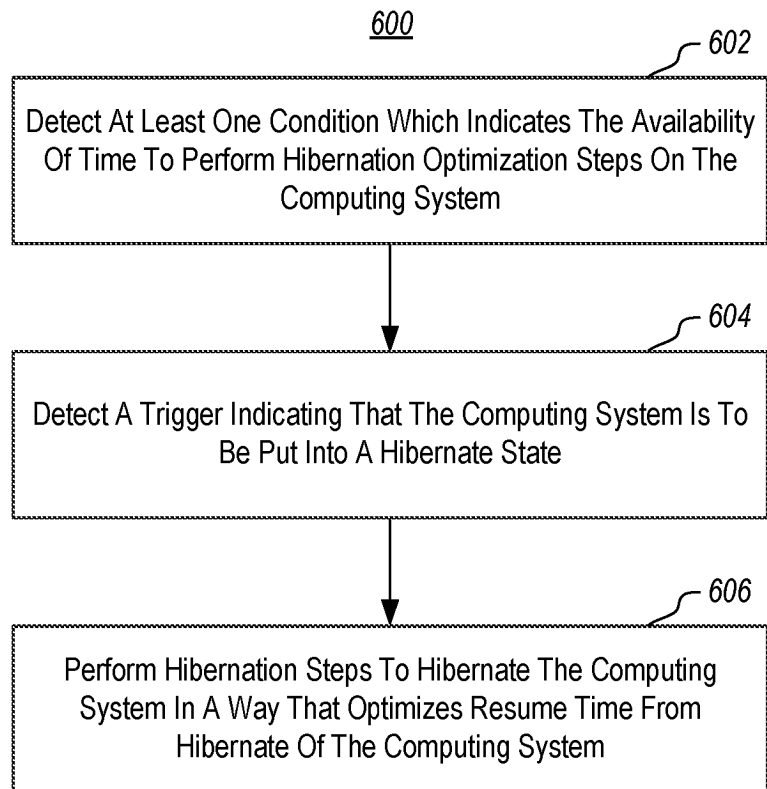 600
602
Detect At Least One Condition Which Indicates The Availability
Of Time To Perform Hibernation Optimization Steps On The
Computing System
604
Detect A Trigger Indicating That The Computing System Is To
Be Put Into A Hibernate State
606
Perform Hibernation Steps To Hibernate The Computing
System In A Way That Optimizes Resume Time From
Hibernate Of The Computing System